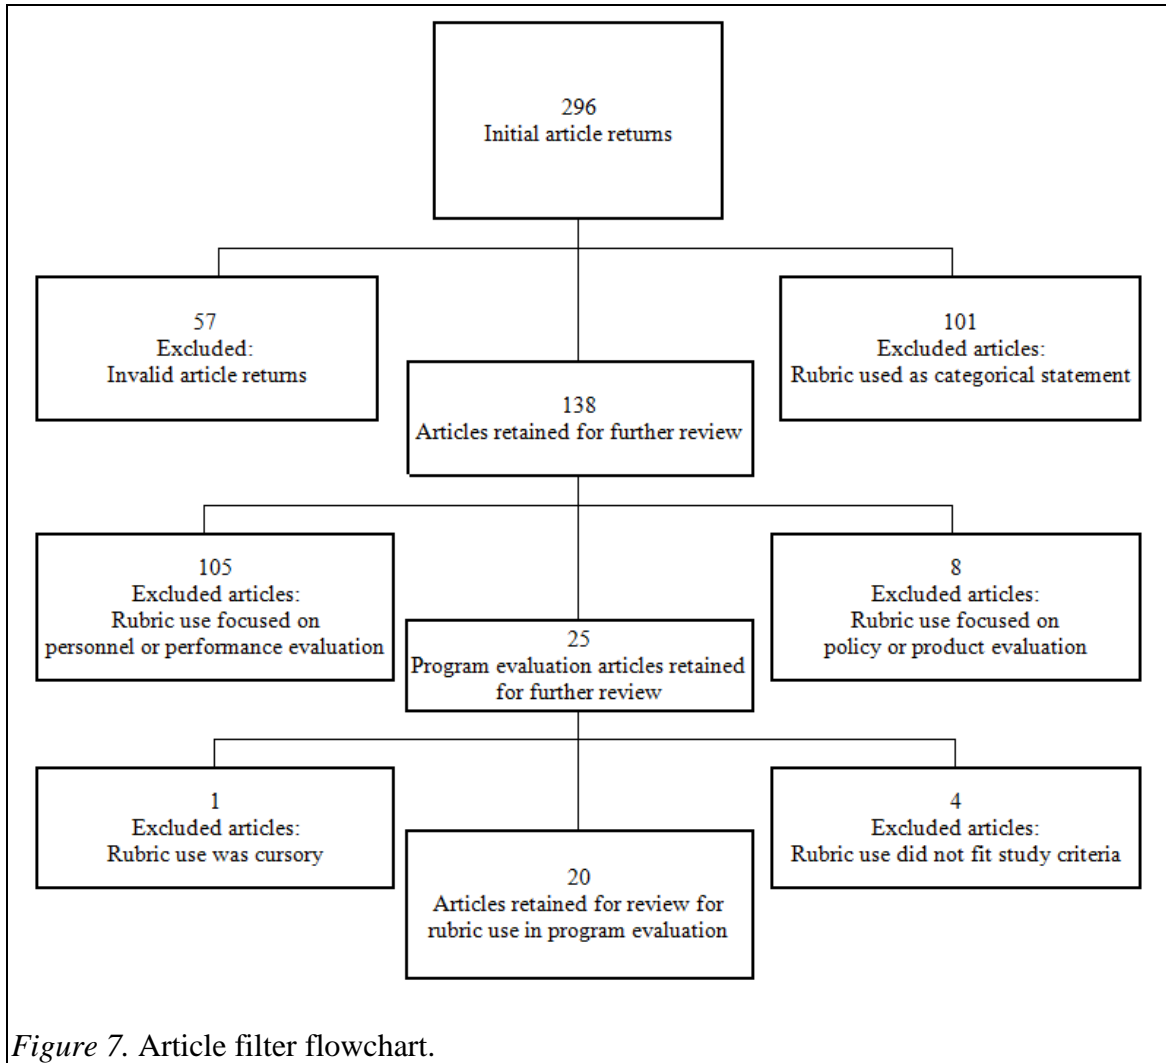 296
Initial article returns
57
Excluded:
Invalid article returns
101
Excluded articles:
Rubric used as categorical statement
138
Articles retained for further review
105
Excluded articles:
Rubric use focused on
personnel or performance evaluation
8
Excluded articles:
Rubric use focused on
policy or product evaluation
25
Program evaluation articles retained
for further review
1
Excluded articles:
Rubric use was cursory
4
Excluded articles:
Rubric use did not fit study criteria
20
Articles retained for review for
rubric use in program evaluation
Figure 7. Article filter flowchart.